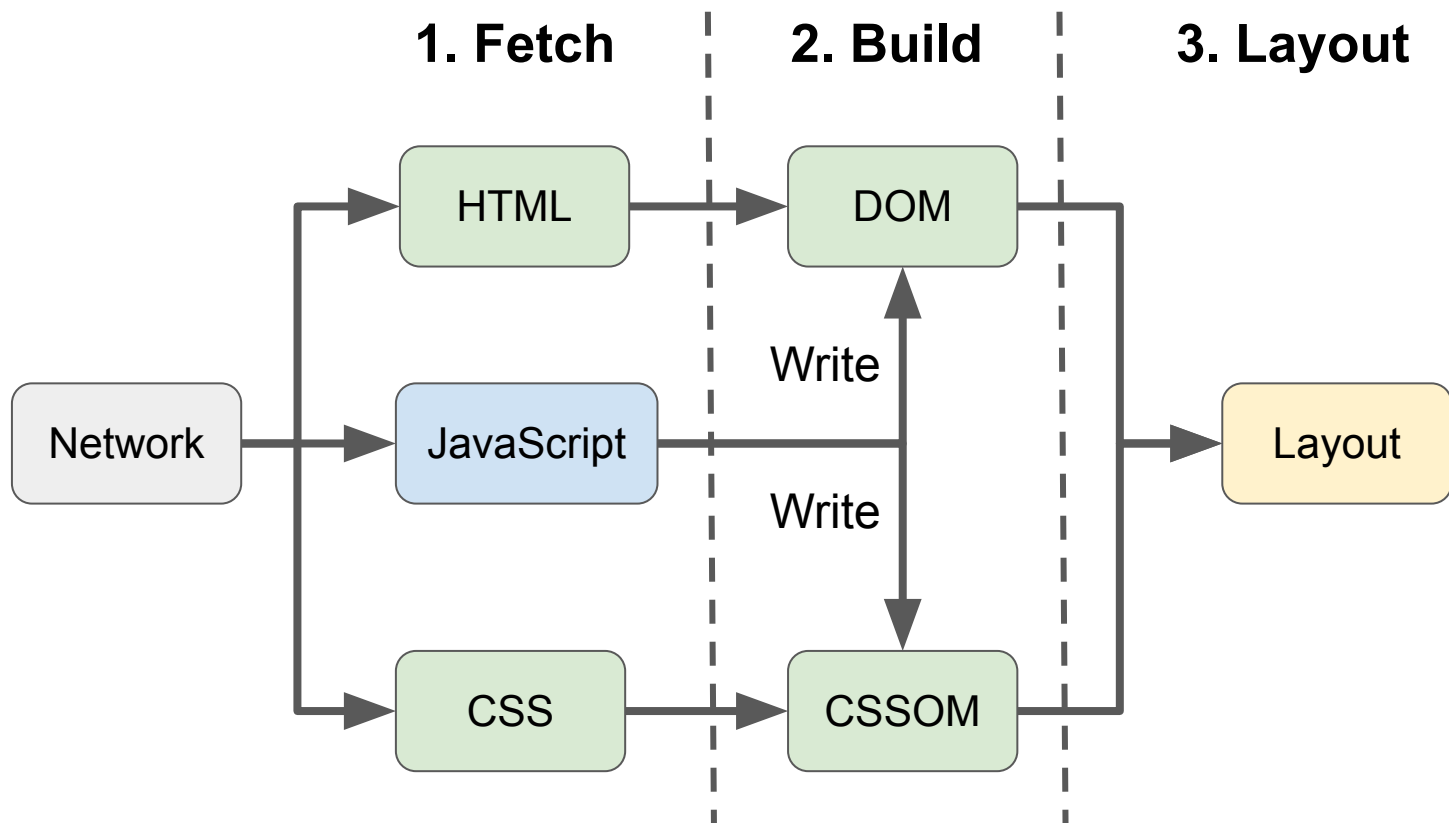 1. Fetch
2. Build
3. Layout
HTML
DOM
Write
Network
JavaScript
Layout
Write
CSS
CSSOM